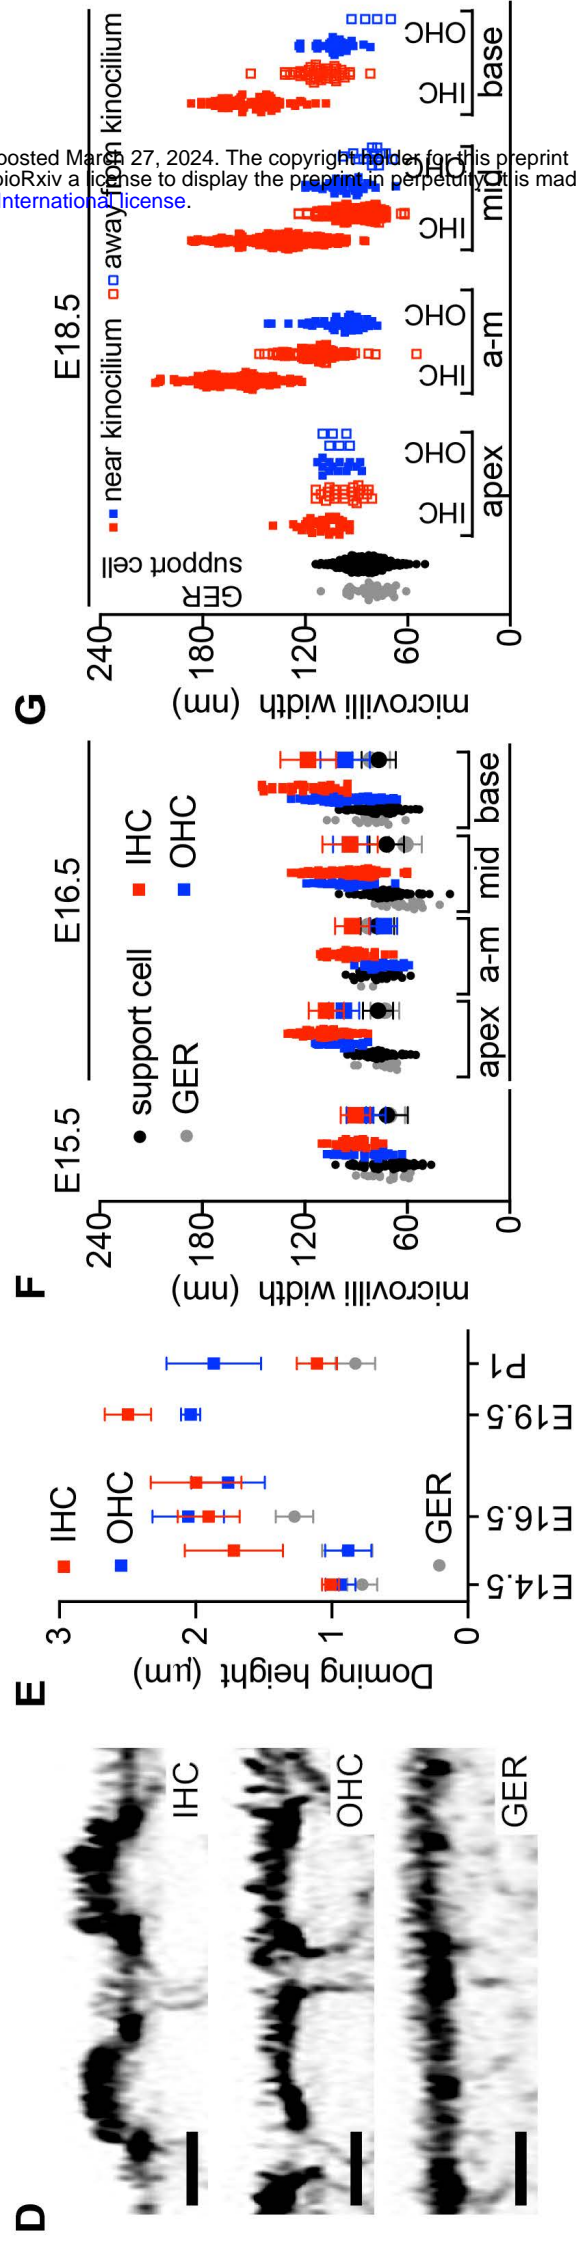 D
IHC
OHC
GER
E
Doming height (μm)
3
2
1
0
IHC
OHC
GER
E14.5
E16.5
E19.5
P1
F
microvilli width (nm)
240
180
120
60
0
E15.5
E16.5
support cell
GER
IHC
OHC
apex
a-m
mid
base
G
microvilli width (nm)
240
180
120
60
0
E18.5
near kinocilium
away from kinocilium
GER
support cell
IHC
OHC
apex
IHC
OHC
a-m
IHC
OHC
mid
IHC
OHC
base
posted March 27, 2024. The copyright holder for this preprint
bioRxiv a license to display the preprint in perpetuity. It is mad
International license.